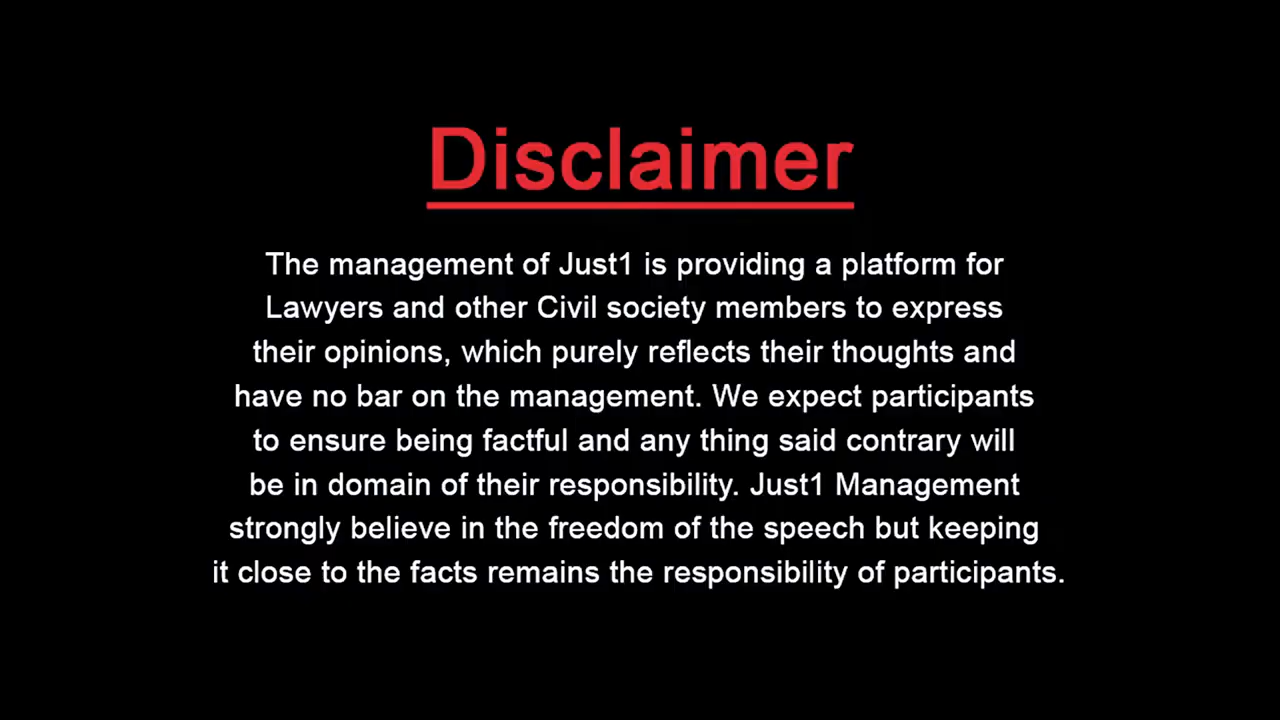 Disclaimer
The management of Just1 is providing a platform for
Lawyers and other Civil society members to express
their opinions, which purely reflects their thoughts and
have no bar on the management. We expect participants
to ensure being factful and any thing said contrary will
be in domain of their responsibility. Just1 Management
strongly believe in the freedom of the speech but keeping
it close to the facts remains the responsibility of participants.